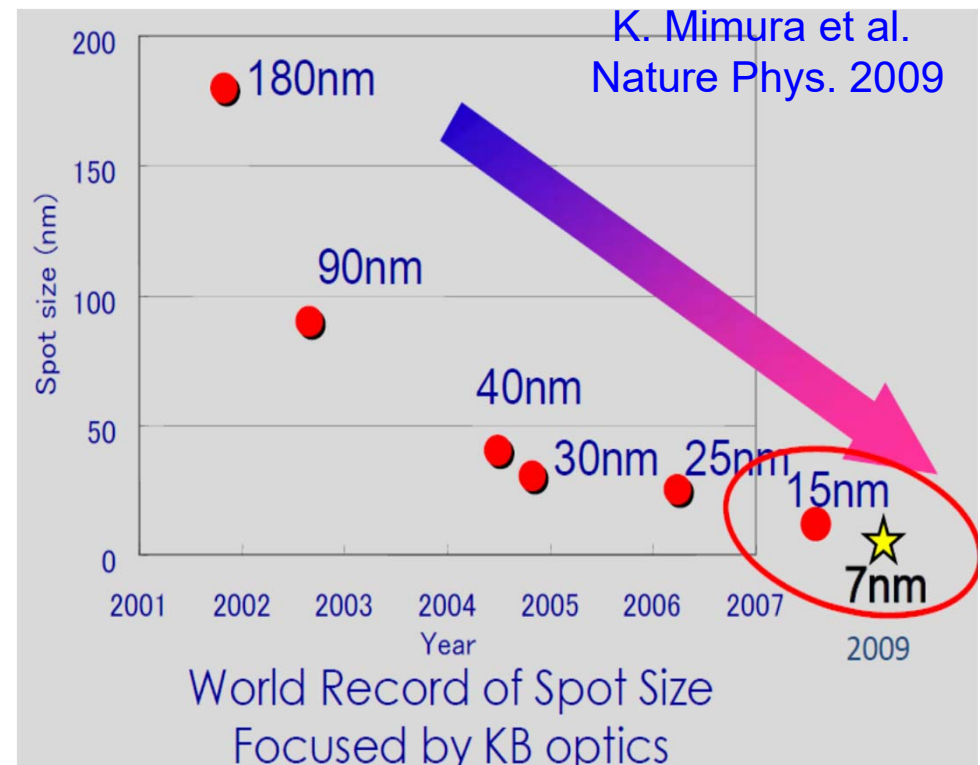 K. Mimura et al.
Nature Phys. 2009
200
180nm
150
90nm
100
Spot size (nm)
40nm
50
30nm
25nm
15nm
0
7nm
2001 2002 2003 2004 2005 2006 2007
Year
2009
World Record of Spot Size
Focused by KB optics